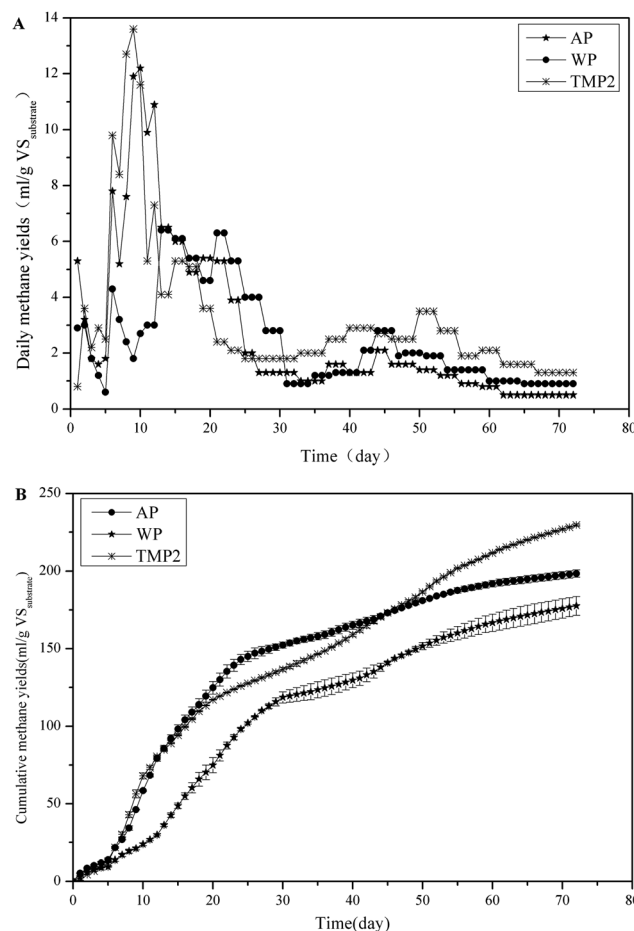 A
14
12
10
8
6
4
2
0
Daily methane yields（ml/g VSsubstrate）
AP
WP
TMP2
0 10 20 30 40 50 60 70 80
Time（day）
B
250
200
150
100
50
0
Cumulative methane yields(ml/g VSsubstrate)
AP
WP
TMP2
0 10 20 30 40 50 60 70 80
Time(day)